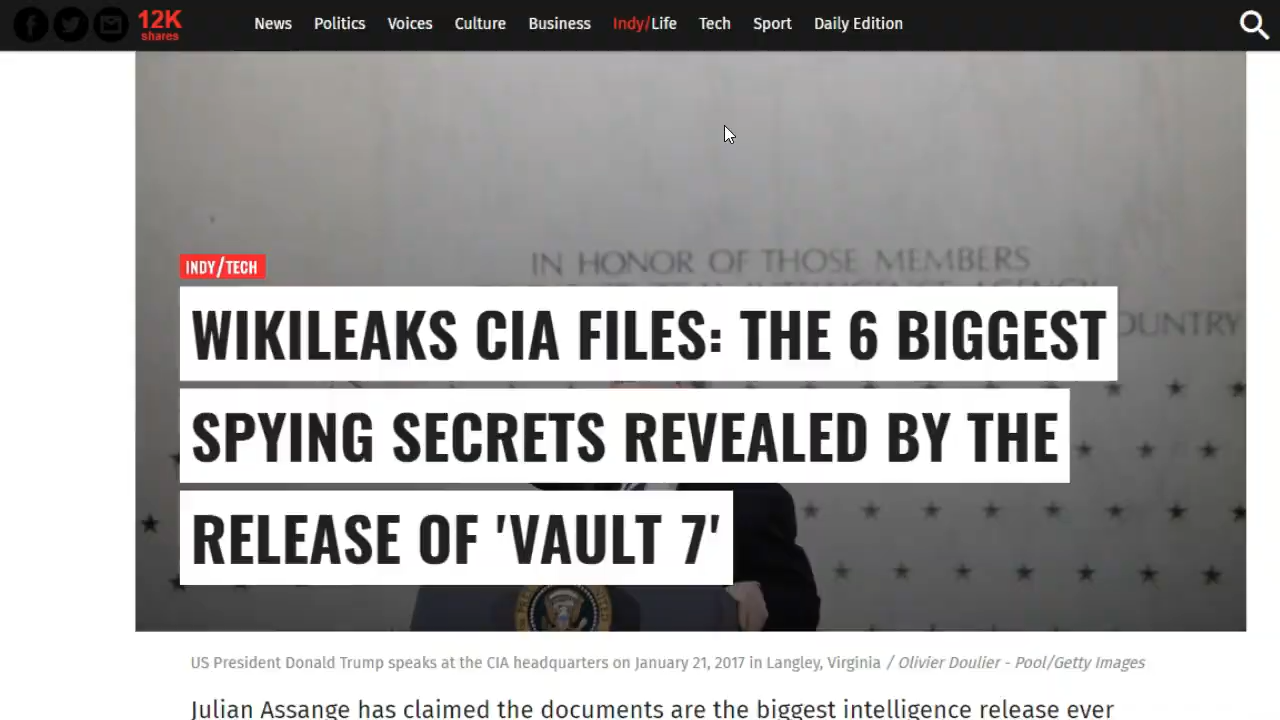 12K
shares
News Politics Voices Culture Business Indy/Life Tech Sport Daily Edition
IN HONOR OF THOSE MEMBERS
OUNTRY
INDY/TECH
WIKILEAKS CIA FILES: THE 6 BIGGEST
SPYING SECRETS REVEALED BY THE
RELEASE OF 'VAULT 7'
US President Donald Trump speaks at the CIA headquarters on January 21, 2017 in Langley, Virginia / Olivier Doulier - Pool/Getty Images
Julian Assange has claimed the documents are the biggest intelligence release ever